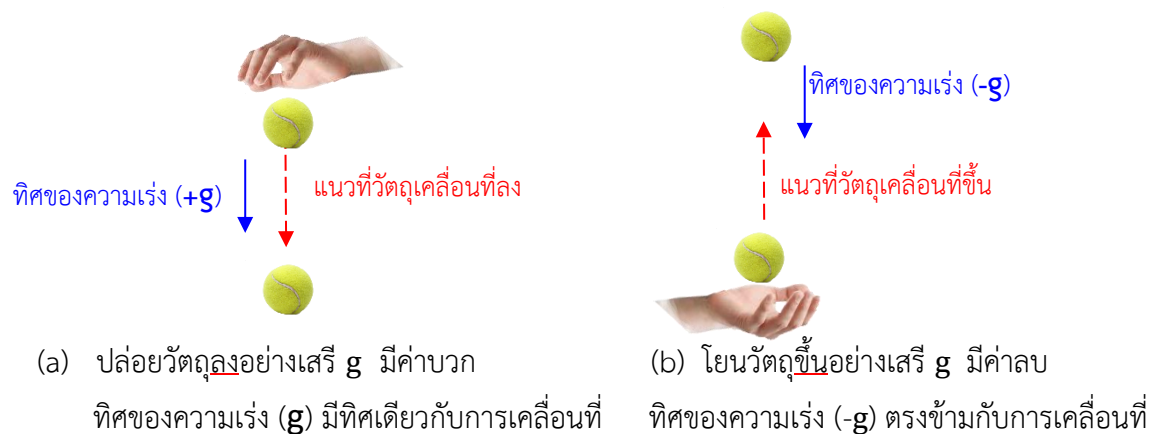 ทิศของความเร่ง (+g)
แนวที่วัตถุเคลื่อนที่ลง
(a) ปล่อยวัตถุลงอย่างเสรี g มีค่าบวก
ทิศของความเร่ง (g) มีทิศเดียวกับการเคลื่อนที่
ทิศของความเร่ง (-g)
แนวที่วัตถุเคลื่อนที่ขึ้น
(b) โยนวัตถุขึ้นอย่างเสรี g มีค่าลบ
ทิศของความเร่ง (-g) ตรงข้ามกับการเคลื่อนที่